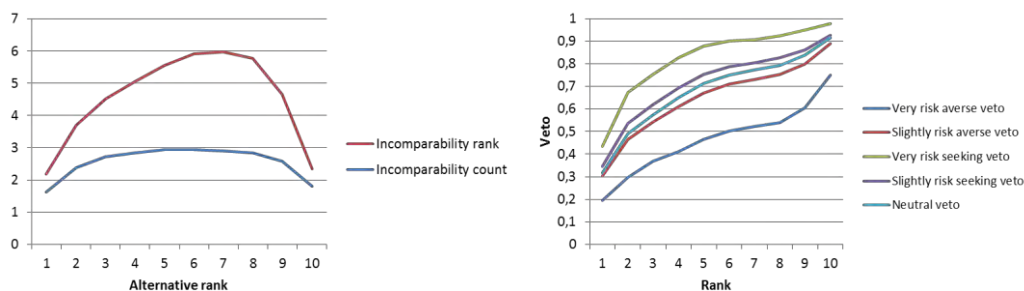 7
6
5
4
3
2
1
0
1 2 3 4 5 6 7 8 9 10
Alternative rank
Incomparability rank
Incomparability count
1
0,9
0,8
0,7
0,6
0,5
0,4
0,3
0,2
0,1
0
Veto
1 2 3 4 5 6 7 8 9 10
Rank
Very risk averse veto
Slightly risk averse veto
Very risk seeking veto
Slightly risk seeking veto
Neutral veto